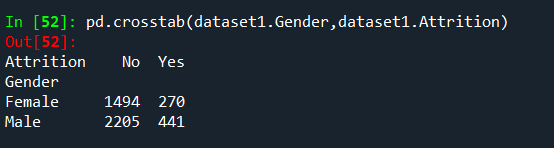 In [52]: pd.crosstab(dataset1.Gender,dataset1.Attrition)
Out[52]:
Attrition    No  Yes
Gender
Female     1494  270
Male       2205  441